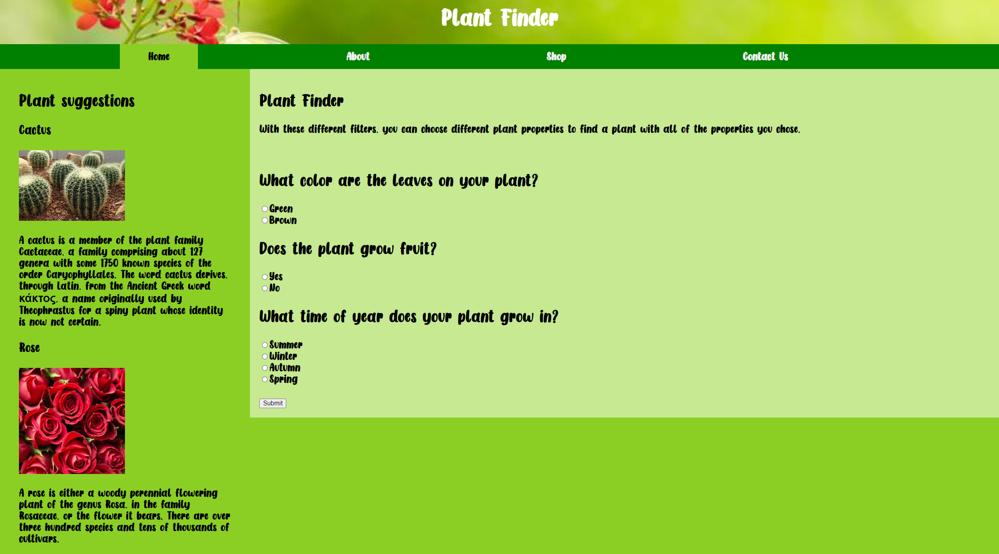 Plant Finder
Home
About
Shop
Contact Us
Plant suggestions
Cactus
A cactus is a member of the plant family
Cactaceae, a family comprising about 127
genera with some 1750 known species of the
order Caryophyllales. The word cactus derives,
through Latin, from the Ancient Greek word
κάκτος, a name originally used by
Theophrastus for a spiny plant whose identity
is now not certain.
Rose
A rose is either a woody perennial flowering
plant of the genus Rosa, in the family
Rosaceae, or the flower it bears. There are over
three hundred species and tens of thousands of
cultivars.
Plant Finder
With these different filters, you can choose different plant properties to find a plant with all of the properties you chose.
What color are the leaves on your plant?
Green
Brown
Does the plant grow fruit?
Yes
No
What time of year does your plant grow in?
Summer
Winter
Autumn
Spring
Submit